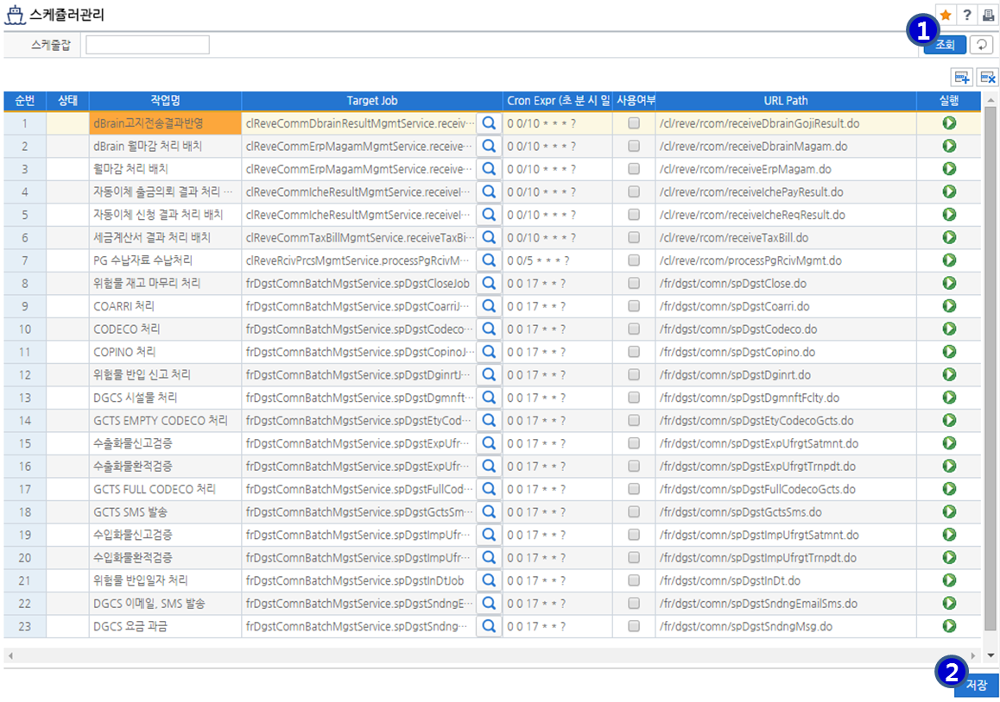 스케쥴러관리
?
스케줄잡
1
조회
순번 상태 작업명 Target Job Cron Expr (초 분 시 일 사용여부 URL Path 실행
1 dBrain고지전송결과반영 clReveCommDbrainResultMgmtService.receiv··· 0 0/10 * * * ? /cl/reve/rcom/receiveDbrainGojiResult.do
2 dBrain 월마감 처리 배치 clReveCommErpMagamMgmtService.receive··· 0 0/10 * * * ? /cl/reve/rcom/receiveDbrainMagam.do
3 월마감 처리 배치 clReveCommErpMagamMgmtService.receive··· 0 0/10 * * * ? /cl/reve/rcom/receiveErpMagam.do
4 자동이체 출금의뢰 결과 처리 ··· clReveCommIcheResultMgmtService.receiveI··· 0 0/10 * * * ? /cl/reve/rcom/receiveIchePayResult.do
5 자동이체 신청 결과 처리 배치 clReveCommIcheResultMgmtService.receiveI··· 0 0/10 * * * ? /cl/reve/rcom/receiveIcheReqResult.do
6 세금계산서 결과 처리 배치 clReveCommTaxBillMgmtService.receiveTaxBi··· 0 0/10 * * * ? /cl/reve/rcom/receiveTaxBill.do
7 PG 수납자료 수납처리 clReveRcivPrcsMgmtService.processPgRcivM··· 0 0/5 * * * ? /cl/reve/rcom/processPgRcivMgmt.do
8 위험물 재고 마무리 처리 frDgstComnBatchMgstService.spDgstCloseJob 0 0 17 * * ? /fr/dgst/comn/spDgstClose.do
9 COARRI 처리 frDgstComnBatchMgstService.spDgstCoarriJ··· 0 0 17 * * ? /fr/dgst/comn/spDgstCoarri.do
10 CODECO 처리 frDgstComnBatchMgstService.spDgstCodeco··· 0 0 17 * * ? /fr/dgst/comn/spDgstCodeco.do
11 COPINO 처리 frDgstComnBatchMgstService.spDgstCopinoJ··· 0 0 17 * * ? /fr/dgst/comn/spDgstCopino.do
12 위험물 반입 신고 처리 frDgstComnBatchMgstService.spDgstDginrtJ··· 0 0 17 * * ? /fr/dgst/comn/spDgstDginrt.do
13 DGCS 시설물 처리 frDgstComnBatchMgstService.spDgstDgmnft··· 0 0 17 * * ? /fr/dgst/comn/spDgstDgmnftFclty.do
14 GCTS EMPTY CODECO 처리 frDgstComnBatchMgstService.spDgstEtyCod··· 0 0 17 * * ? /fr/dgst/comn/spDgstEtyCodecoGcts.do
15 수출화물신고검증 frDgstComnBatchMgstService.spDgstExpUfr··· 0 0 17 * * ? /fr/dgst/comn/spDgstExpUfrgtSatmnt.do
16 수출화물환적검증 frDgstComnBatchMgstService.spDgstExpUfr··· 0 0 17 * * ? /fr/dgst/comn/spDgstExpUfrgtTrnpdt.do
17 GCTS FULL CODECO 처리 frDgstComnBatchMgstService.spDgstFullCod··· 0 0 17 * * ? /fr/dgst/comn/spDgstFullCodecoGcts.do
18 GCTS SMS 발송 frDgstComnBatchMgstService.spDgstGctsSm··· 0 0 17 * * ? /fr/dgst/comn/spDgstGctsSms.do
19 수입화물신고검증 frDgstComnBatchMgstService.spDgstImpUfr··· 0 0 17 * * ? /fr/dgst/comn/spDgstImpUfrgtSatmnt.do
20 수입화물환적검증 frDgstComnBatchMgstService.spDgstImpUfr··· 0 0 17 * * ? /fr/dgst/comn/spDgstImpUfrgtTrnpdt.do
21 위험물 반입일자 처리 frDgstComnBatchMgstService.spDgstInDtJob 0 0 17 * * ? /fr/dgst/comn/spDgstInDt.do
22 DGCS 이메일, SMS 발송 frDgstComnBatchMgstService.spDgstSndngE··· 0 0 17 * * ? /fr/dgst/comn/spDgstSndngEmailSms.do
23 DGCS 요금 과금 frDgstComnBatchMgstService.spDgstSndng··· 0 0 17 * * ? /fr/dgst/comn/spDgstSndngMsg.do
2
저장